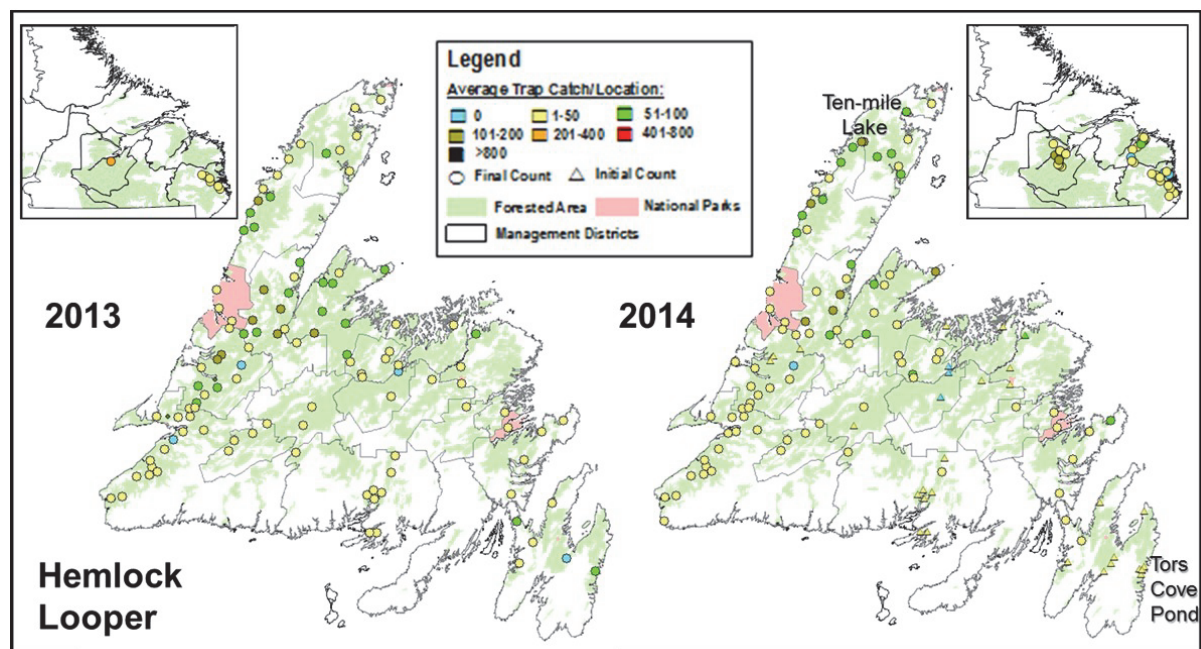 Legend
Average Trap Catch/Location:
0 1-50 51-100
101-200 201-400 401-800
>800
Final Count Initial Count
Forested Area National Parks
Management Districts
Ten-mile
Lake
2013
2014
Hemlock
Looper
Tors
Cove
Pond